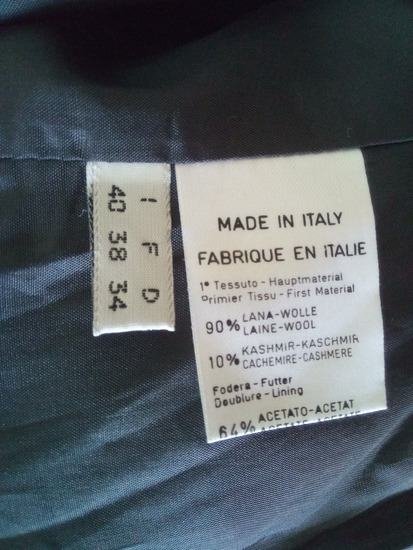 I F D
40 38 34
MADE IN ITALY
FABRIQUE EN ITALIE
1º Tessuto - Hauptmaterial
Primier Tissu - First Material
90% LANA-WOLLE
LAINE-WOOL
10% KASHMIR-KASCHMIR
CACHEMIRE-CASHMERE
Fodera - Futter
Doublure - Lining
64% ACETATO-ACETAT